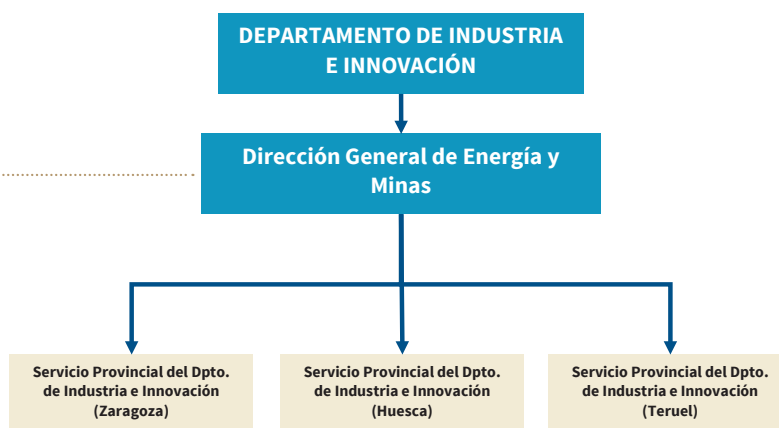 DEPARTAMENTO DE INDUSTRIA
E INNOVACIÓN
Dirección General de Energía y
Minas
Servicio Provincial del Dpto.
de Industria e Innovación
(Zaragoza)
Servicio Provincial del Dpto.
de Industria e Innovación
(Huesca)
Servicio Provincial del Dpto.
de Industria e Innovación
(Teruel)